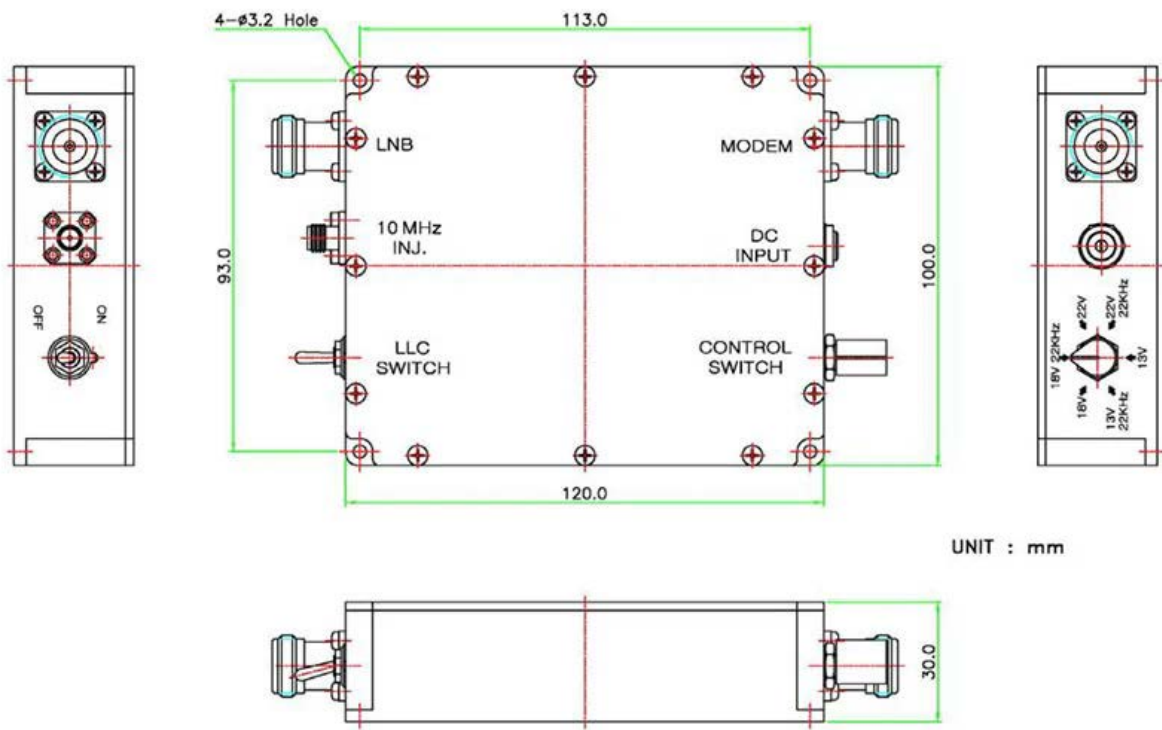 4-ø3.2 Hole
113.0
LNB
MODEM
10 MHz
INJ.
DC
INPUT
LLC
SWITCH
CONTROL
SWITCH
93.0
100.0
120.0
OFF
ON
22V
22V
22KHz
18V 22KHz
13V
18V
13V
22KHz
UNIT : mm
30.0